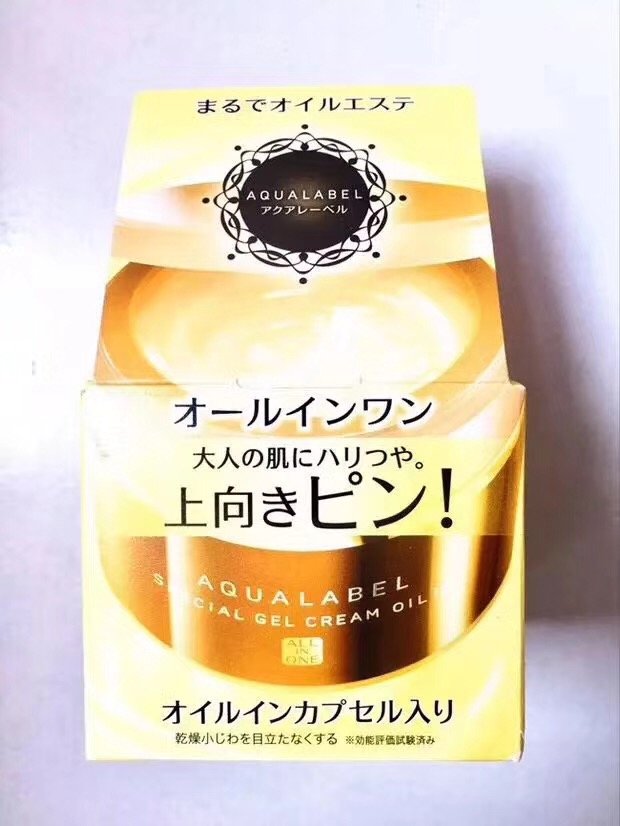 まるでオイルエステ
AQUALABEL
アクアレーベル
オールインワン
大人の肌にハリつや。
上向きピン!
AQUALABEL
SPECIAL GEL CREAM OIL
ALL
IN
ONE
オイルインカプセル入り
乾燥小じわを目立たなくする ※効能評価試験済み